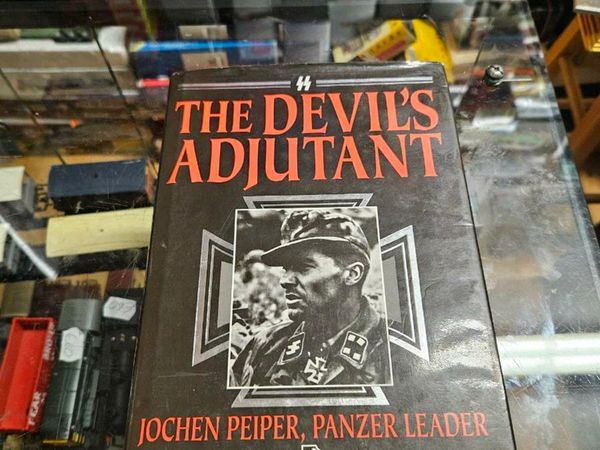 THE DEVIL'S
ADJUTANT
JOCHEN PEIPER, PANZER LEADER